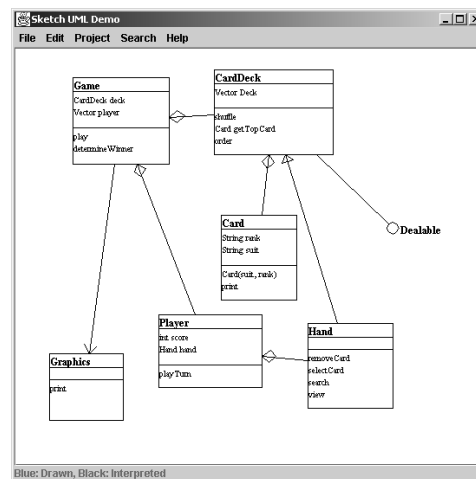 Sketch UML Demo
File Edit Project Search Help
Game
CardDeck deck
Vector player
play
determineWinner
CardDeck
Vector Deck
shuffle
Card getTopCard
order
Dealable
Card
String rank
String suit
Card(suit, rank)
print
Player
int score
Hand hand
playTurn
Hand
removeCard
selectCard
search
view
Graphics
print
Blue: Drawn, Black: Interpreted